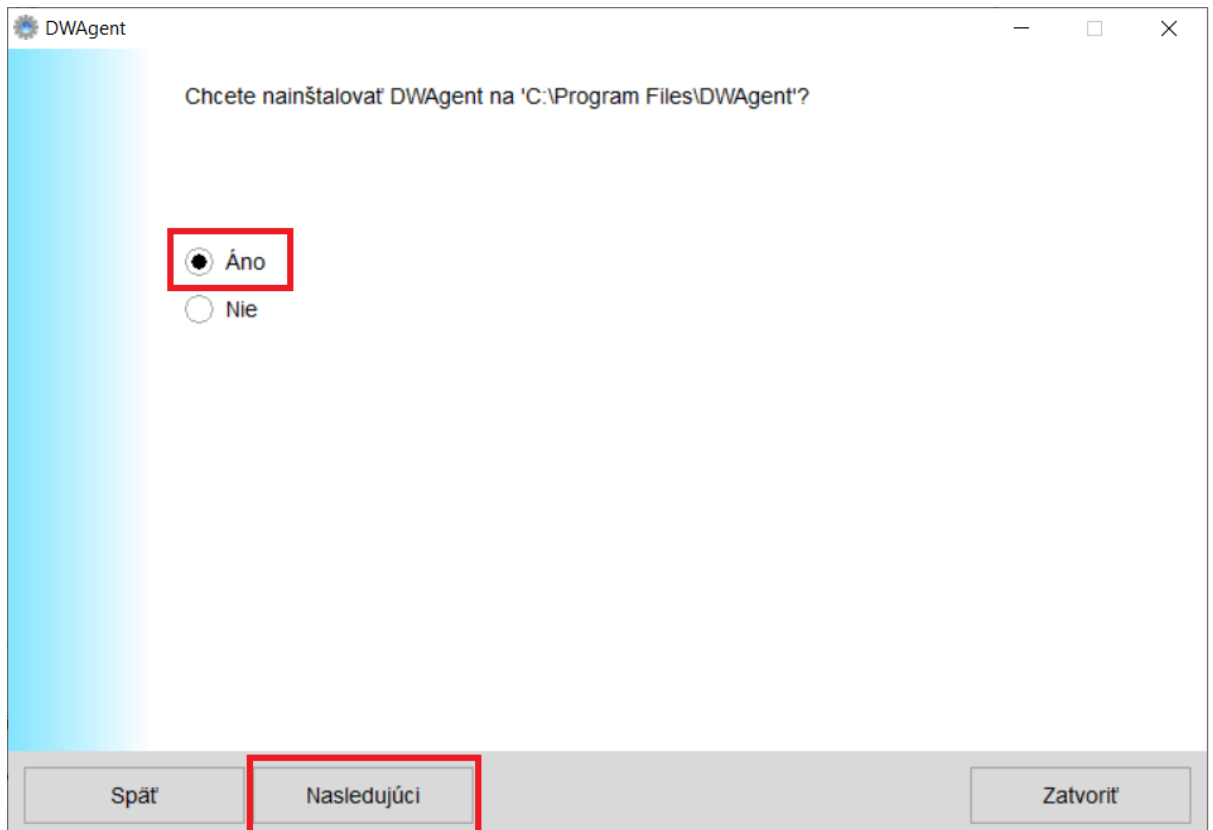 DWAgent
Chcete nainštalovať DWAgent na 'C:\Program Files\DWAgent'?
Áno
Nie
Späť
Nasledujúci
Zatvoriť